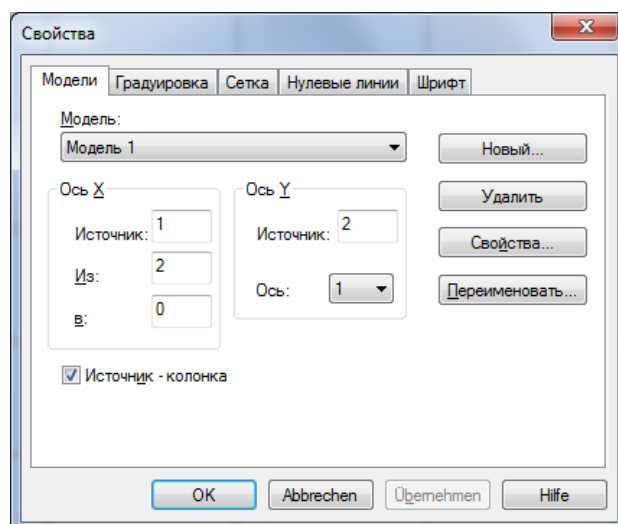 Свойства
Модели Градуировка Сетка Нулевые линии Шрифт
Модель:
Модель 1
Новый...
Удалить
Свойства...
Переименовать...
Ось X
Источник: 1
Из: 2
в: 0
Ось Y
Источник: 2
Ось: 1
Источник - колонка
OK Abbrechen Übernehmen Hilfe